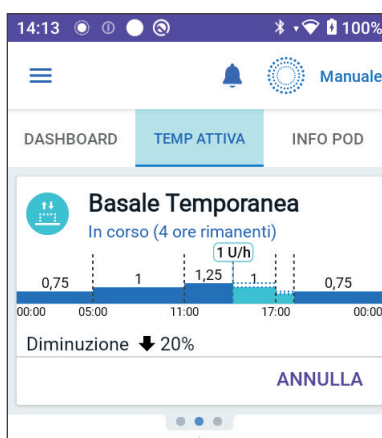 14:13 100%
Manuale
DASHBOARD TEMP ATTIVA INFO POD
Basale Temporanea
In corso (4 ore rimanenti)
1 U/h
0,75 1 1,25 1 0,75
00:00 05:00 11:00 17:00 00:00
Diminuzione 20%
ANNULLA